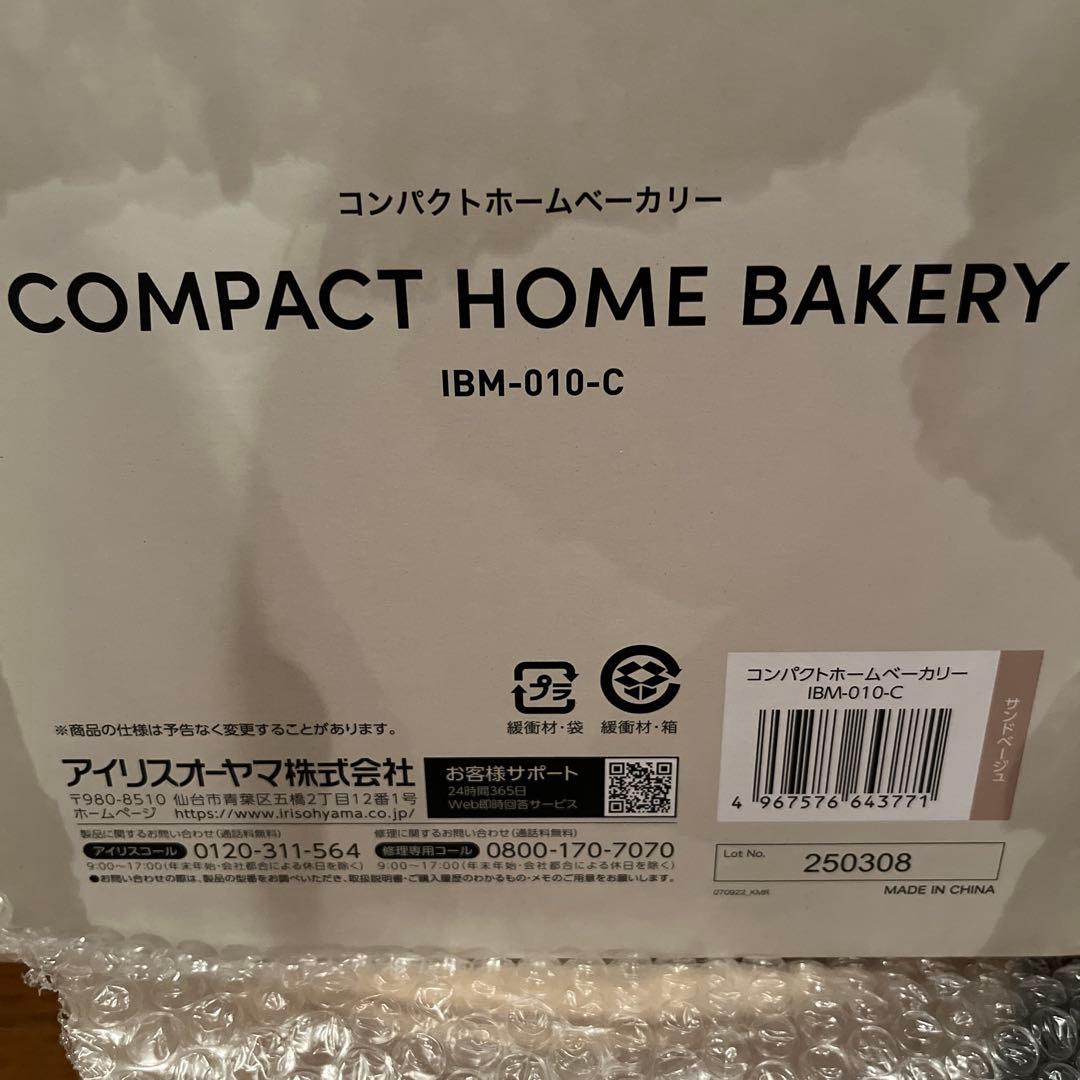 コンパクトホームベーカリー
COMPACT HOME BAKERY
IBM-010-C
プラ
緩衝材・袋 緩衝材・箱
※商品の仕様は予告なく変更することがあります。
アイリスオーヤマ株式会社
〒980-8510 仙台市青葉区五橋2丁目12番1号
ホームページ https://www.irisohyama.co.jp/
お客様サポート
24時間365日
Web即時回答サービス
製品に関するお問い合わせ(通話料無料)
アイリスコール 0120-311-564
9:00~17:00(年末年始・会社都合による休日を除く)
修理に関するお問い合わせ(通話料無料)
修理専用コール 0800-170-7070
9:00~17:00(年末年始・会社都合による休日を除く)
●お問い合わせの際は、製品の型番をお調べいただき、取扱説明書・ご購入履歴のわかるもの・メモのご用意をお願いします。
コンパクトホームベーカリー
IBM-010-C
4 967576 643771
サンドベージュ
Lot No. 250308
070922_KMR
MADE IN CHINA